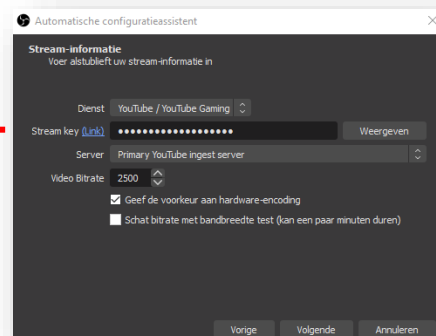 Automatische configuratieassistent
Stream-informatie
Voer alstublieft uw stream-informatie in
Dienst YouTube / YouTube Gaming
Stream key (Link) ●●●●●●●●●●●●●●●●●●● Weergeven
Server Primary YouTube ingest server
Video Bitrate 2500
Geef de voorkeur aan hardware-encoding
Schat bitrate met bandbreedte test (kan een paar minuten duren)
Vorige Volgende Annuleren